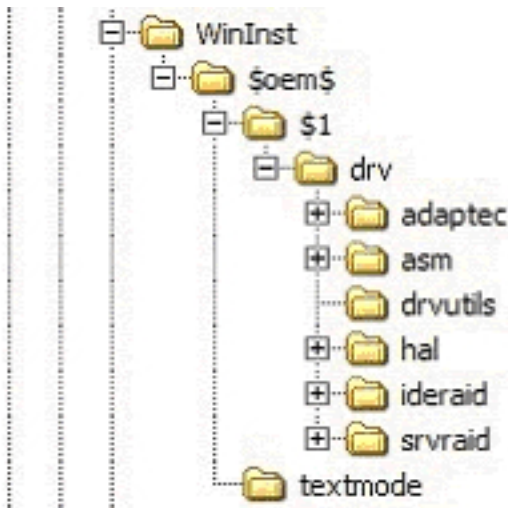 WinInst
$oem$
$1
drv
adaptec
asm
drvutils
hal
ideraid
srvraid
textmode